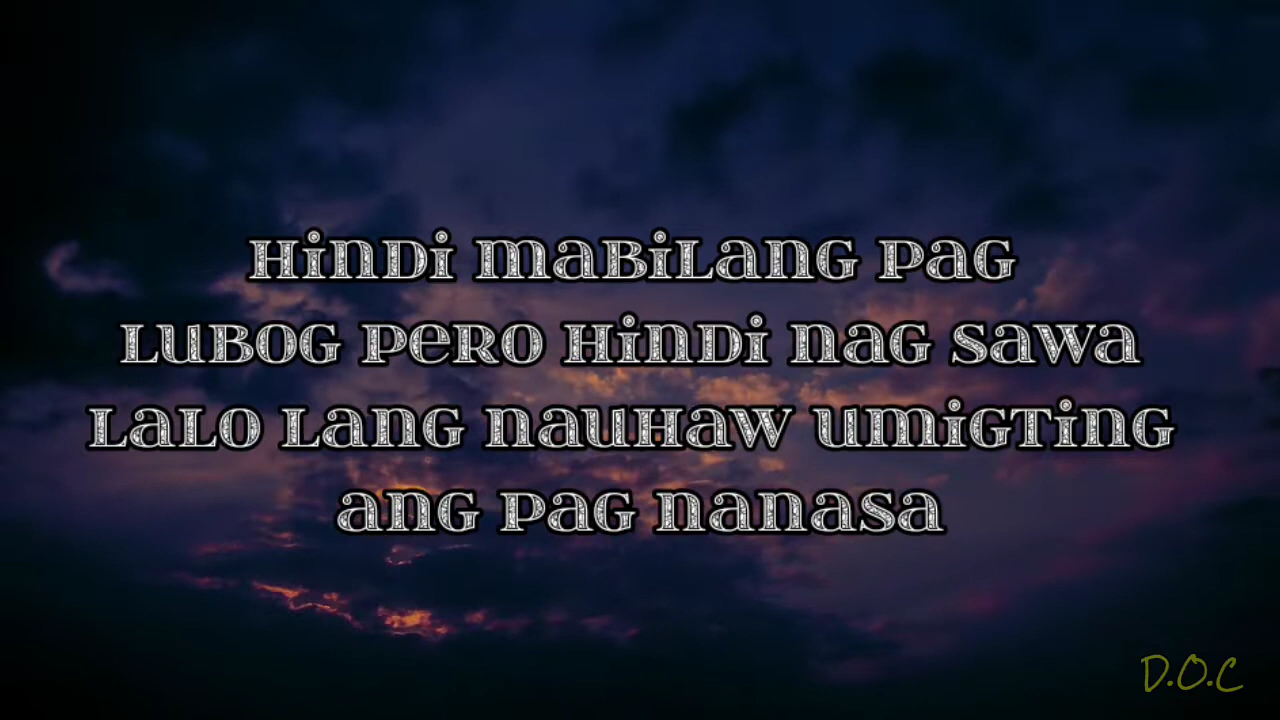 Hindi mabilang pag
lubog pero hindi nag sawa
lalo lang nauhaw umigting
ang pag nanasa
D.O.C